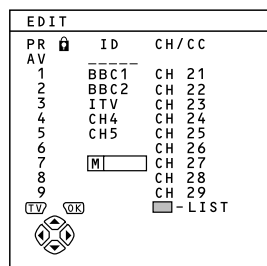 EDIT
PR ID CH/CC
AV _____
1 BBC1 CH 21
2 BBC2 CH 22
3 ITV CH 23
4 CH4 CH 24
5 CH5 CH 25
6 CH 26
7 M CH 27
8 CH 28
9 CH 29
TV OK -LIST